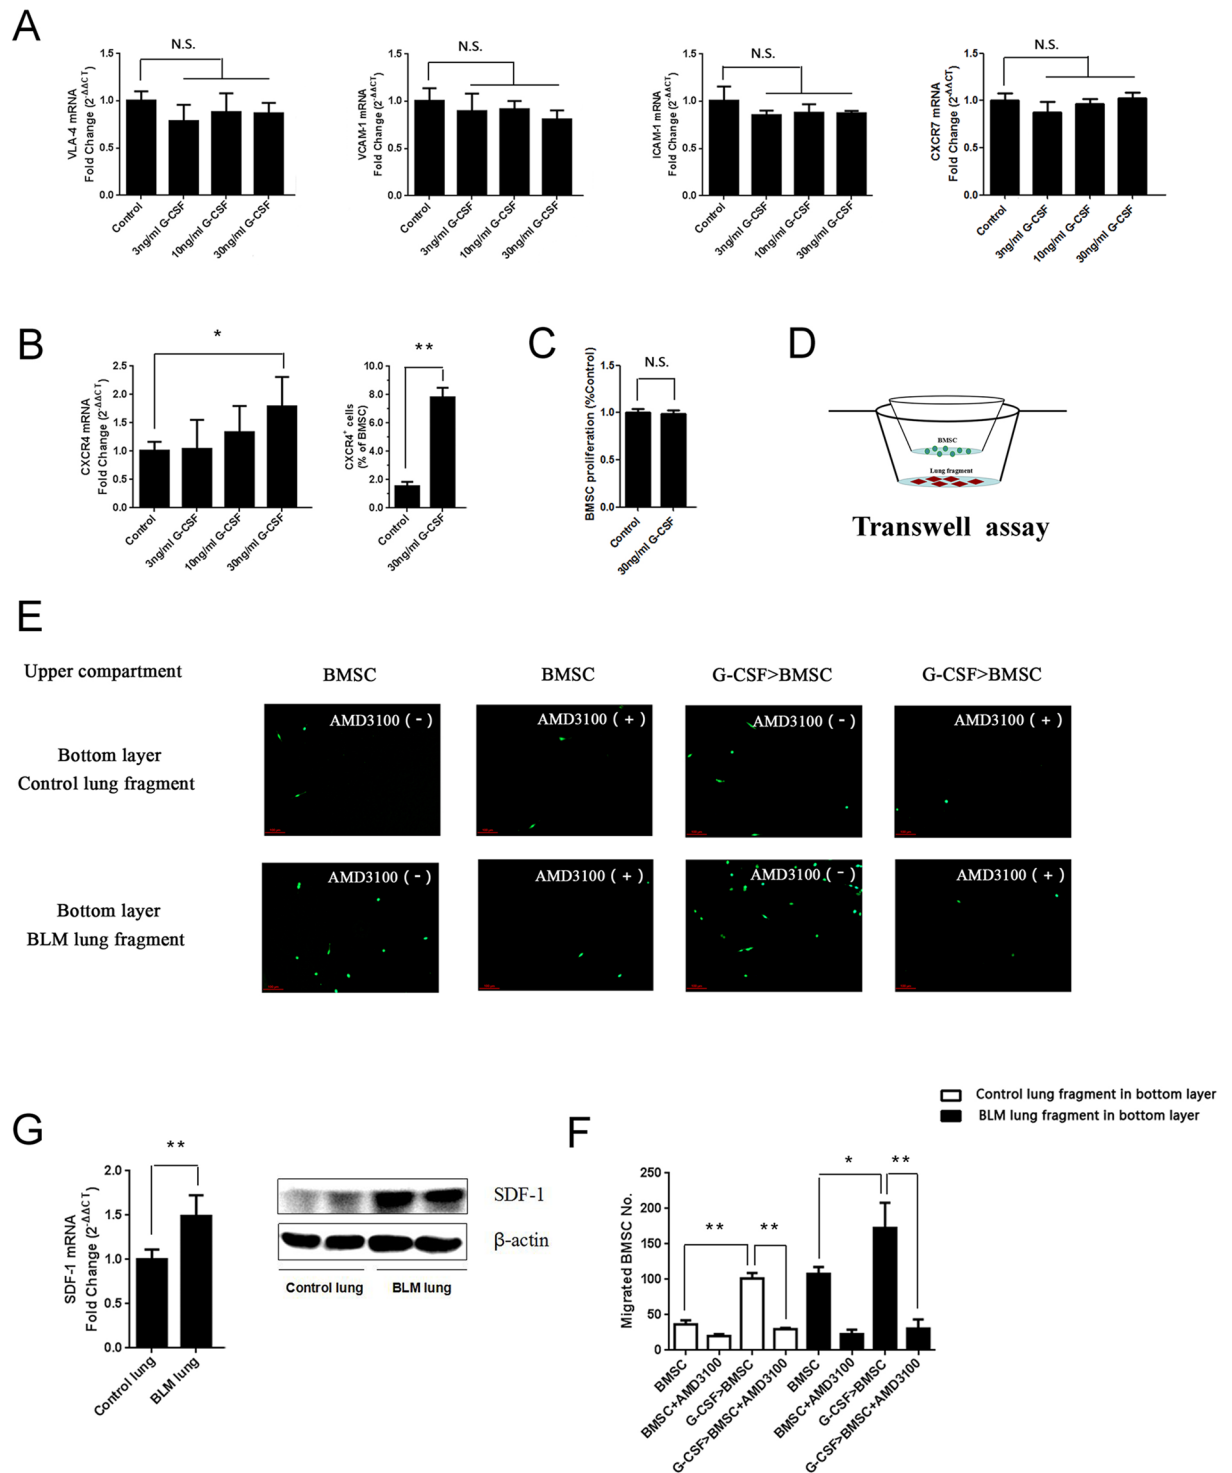 A
VLA-4 mRNA
Fold Change (2-ΔΔCT)
1.5
1.0
0.5
0.0
N.S.
Control
3ng/ml G-CSF
10ng/ml G-CSF
30ng/ml G-CSF
VCAM-1 mRNA
Fold Change (2-ΔΔCT)
1.5
1.0
0.5
0.0
N.S.
Control
3ng/ml G-CSF
10ng/ml G-CSF
30ng/ml G-CSF
ICAM-1 mRNA
Fold Change (2-ΔΔCT)
1.5
1.0
0.5
0.0
N.S.
Control
3ng/ml G-CSF
10ng/ml G-CSF
30ng/ml G-CSF
CXCR7 mRNA
Fold Change (2-ΔΔCT)
1.5
1.0
0.5
0.0
N.S.
Control
3ng/ml G-CSF
10ng/ml G-CSF
30ng/ml G-CSF
B
CXCR4 mRNA
Fold Change (2-ΔΔCT)
2.5
2.0
1.5
1.0
0.5
0.0
*
Control
3ng/ml G-CSF
10ng/ml G-CSF
30ng/ml G-CSF
CXCR4+ cells
(% of BMSC)
10.0
8.0
6.0
4.0
2.0
0.0
**
Control
30ng/ml G-CSF
C
BMSC proliferation (%Control)
1.5
1.0
0.5
0.0
N.S.
Control
30ng/ml G-CSF
D
BMSC
Lung fragment
Transwell assay
E
Upper compartment
BMSC
BMSC
G-CSF>BMSC
G-CSF>BMSC
Bottom layer
Control lung fragment
AMD3100 ( - )
AMD3100 ( + )
AMD3100 ( - )
AMD3100 ( + )
Bottom layer
BLM lung fragment
AMD3100 ( - )
AMD3100 ( + )
AMD3100 ( - )
AMD3100 ( + )
G
SDF-1 mRNA
Fold Change (2-ΔΔCT)
2.0
1.5
1.0
0.5
0.0
**
Control lung
BLM lung
SDF-1
β-actin
Control lung
BLM lung
F
Control lung fragment in bottom layer
BLM lung fragment in bottom layer
Migrated BMSC No.
250
200
150
100
50
0
**
**
*
**
BMSC
BMSC+AMD3100
G-CSF>BMSC
G-CSF>BMSC+AMD3100
BMSC
BMSC+AMD3100
G-CSF>BMSC
G-CSF>BMSC+AMD3100